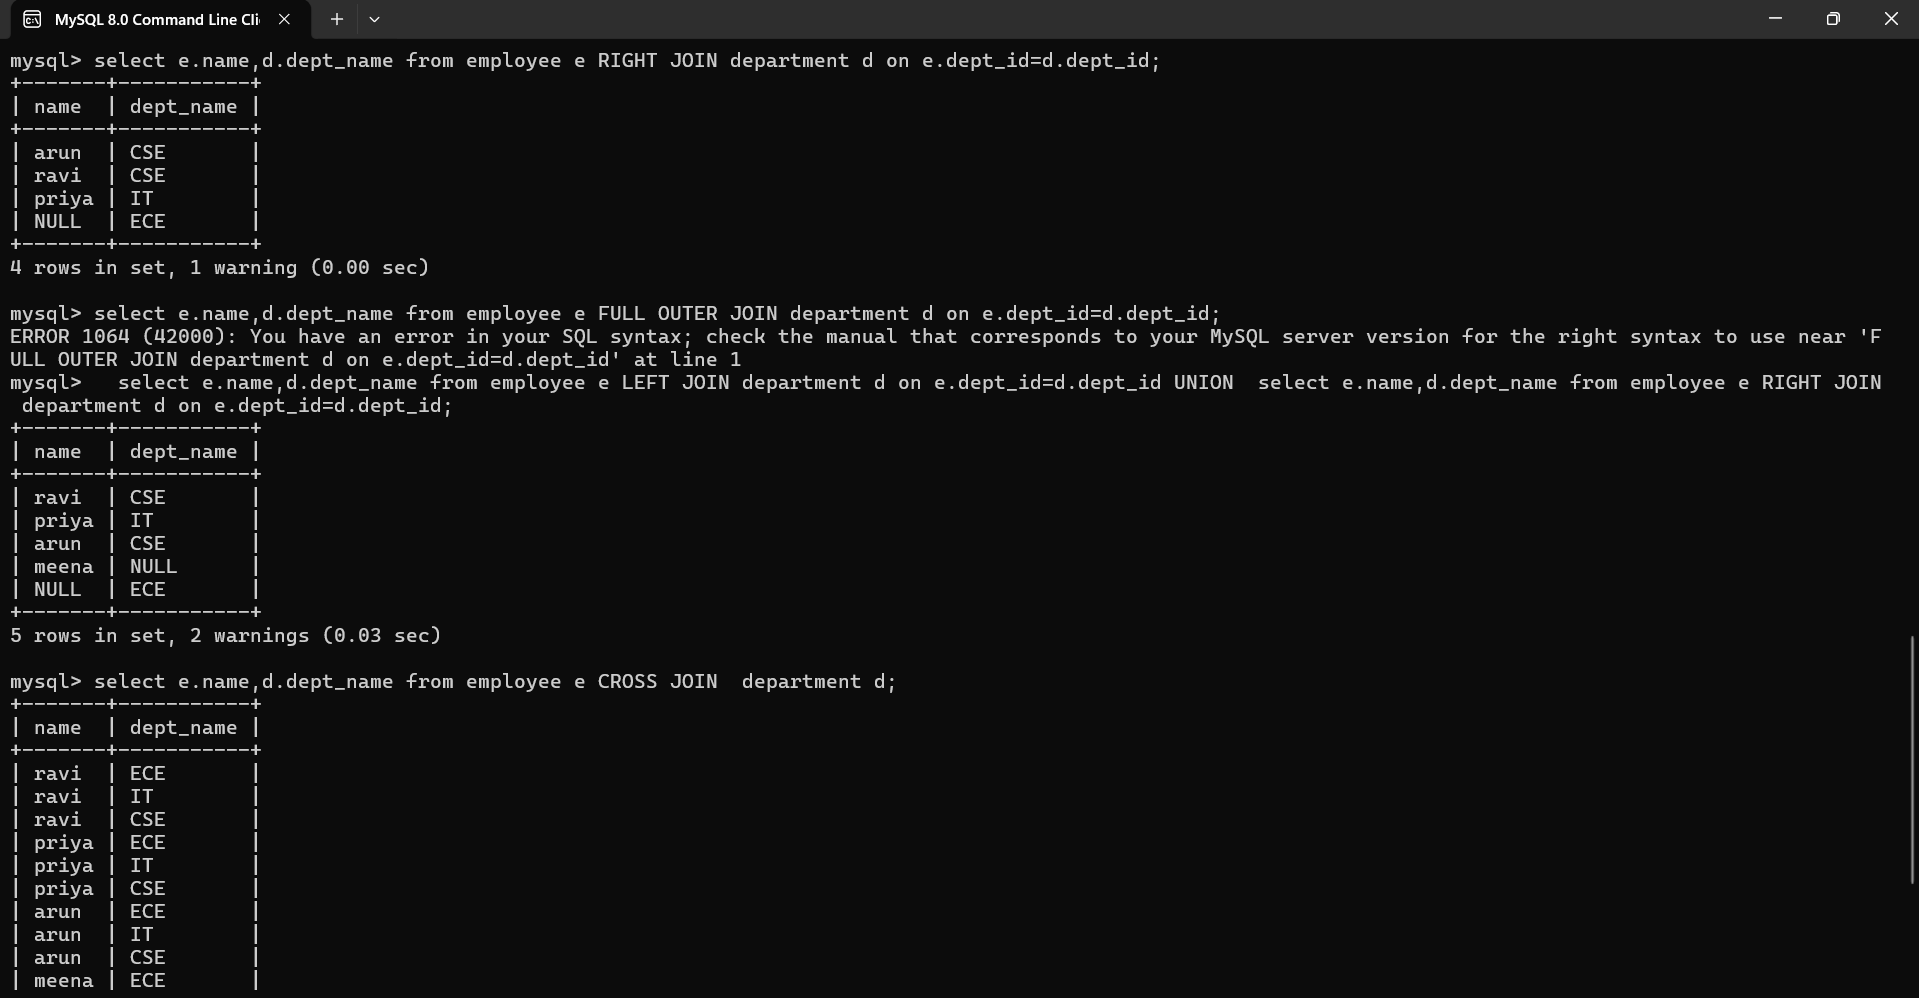 MySQL 8.0 Command Line Cli
mysql> select e.name,d.dept_name from employee e RIGHT JOIN department d on e.dept_id=d.dept_id;
+-------+-----------+
| name  | dept_name |
+-------+-----------+
| arun  | CSE       |
| ravi  | CSE       |
| priya | IT        |
| NULL  | ECE       |
+-------+-----------+
4 rows in set, 1 warning (0.00 sec)

mysql> select e.name,d.dept_name from employee e FULL OUTER JOIN department d on e.dept_id=d.dept_id;
ERROR 1064 (42000): You have an error in your SQL syntax; check the manual that corresponds to your MySQL server version for the right syntax to use near 'F
ULL OUTER JOIN department d on e.dept_id=d.dept_id' at line 1
mysql>   select e.name,d.dept_name from employee e LEFT JOIN department d on e.dept_id=d.dept_id UNION  select e.name,d.dept_name from employee e RIGHT JOIN
 department d on e.dept_id=d.dept_id;
+-------+-----------+
| name  | dept_name |
+-------+-----------+
| ravi  | CSE       |
| priya | IT        |
| arun  | CSE       |
| meena | NULL      |
| NULL  | ECE       |
+-------+-----------+
5 rows in set, 2 warnings (0.03 sec)

mysql> select e.name,d.dept_name from employee e CROSS JOIN  department d;
+-------+-----------+
| name  | dept_name |
+-------+-----------+
| ravi  | ECE       |
| ravi  | IT        |
| ravi  | CSE       |
| priya | ECE       |
| priya | IT        |
| priya | CSE       |
| arun  | ECE       |
| arun  | IT        |
| arun  | CSE       |
| meena | ECE       |